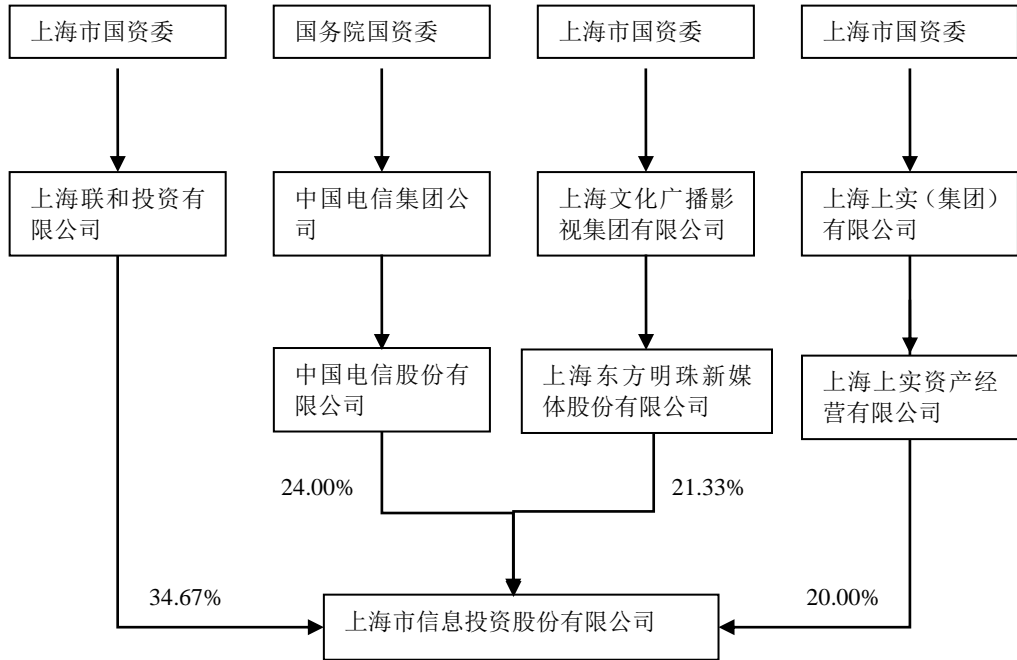 上海市国资委
国务院国资委
上海市国资委
上海市国资委
上海联和投资有
限公司
中国电信集团公
司
上海文化广播影
视集团有限公司
上海上实（集团）
有限公司
中国电信股份有
限公司
上海东方明珠新媒
体股份有限公司
上海上实资产经
营有限公司
24.00%
21.33%
34.67%
20.00%
上海市信息投资股份有限公司